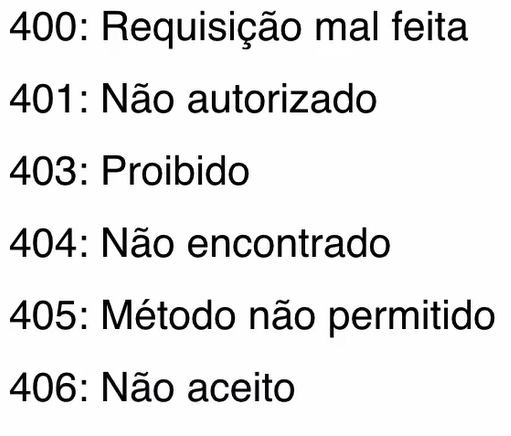 400: Requisição mal feita
401: Não autorizado
403: Proibido
404: Não encontrado
405: Método não permitido
406: Não aceito